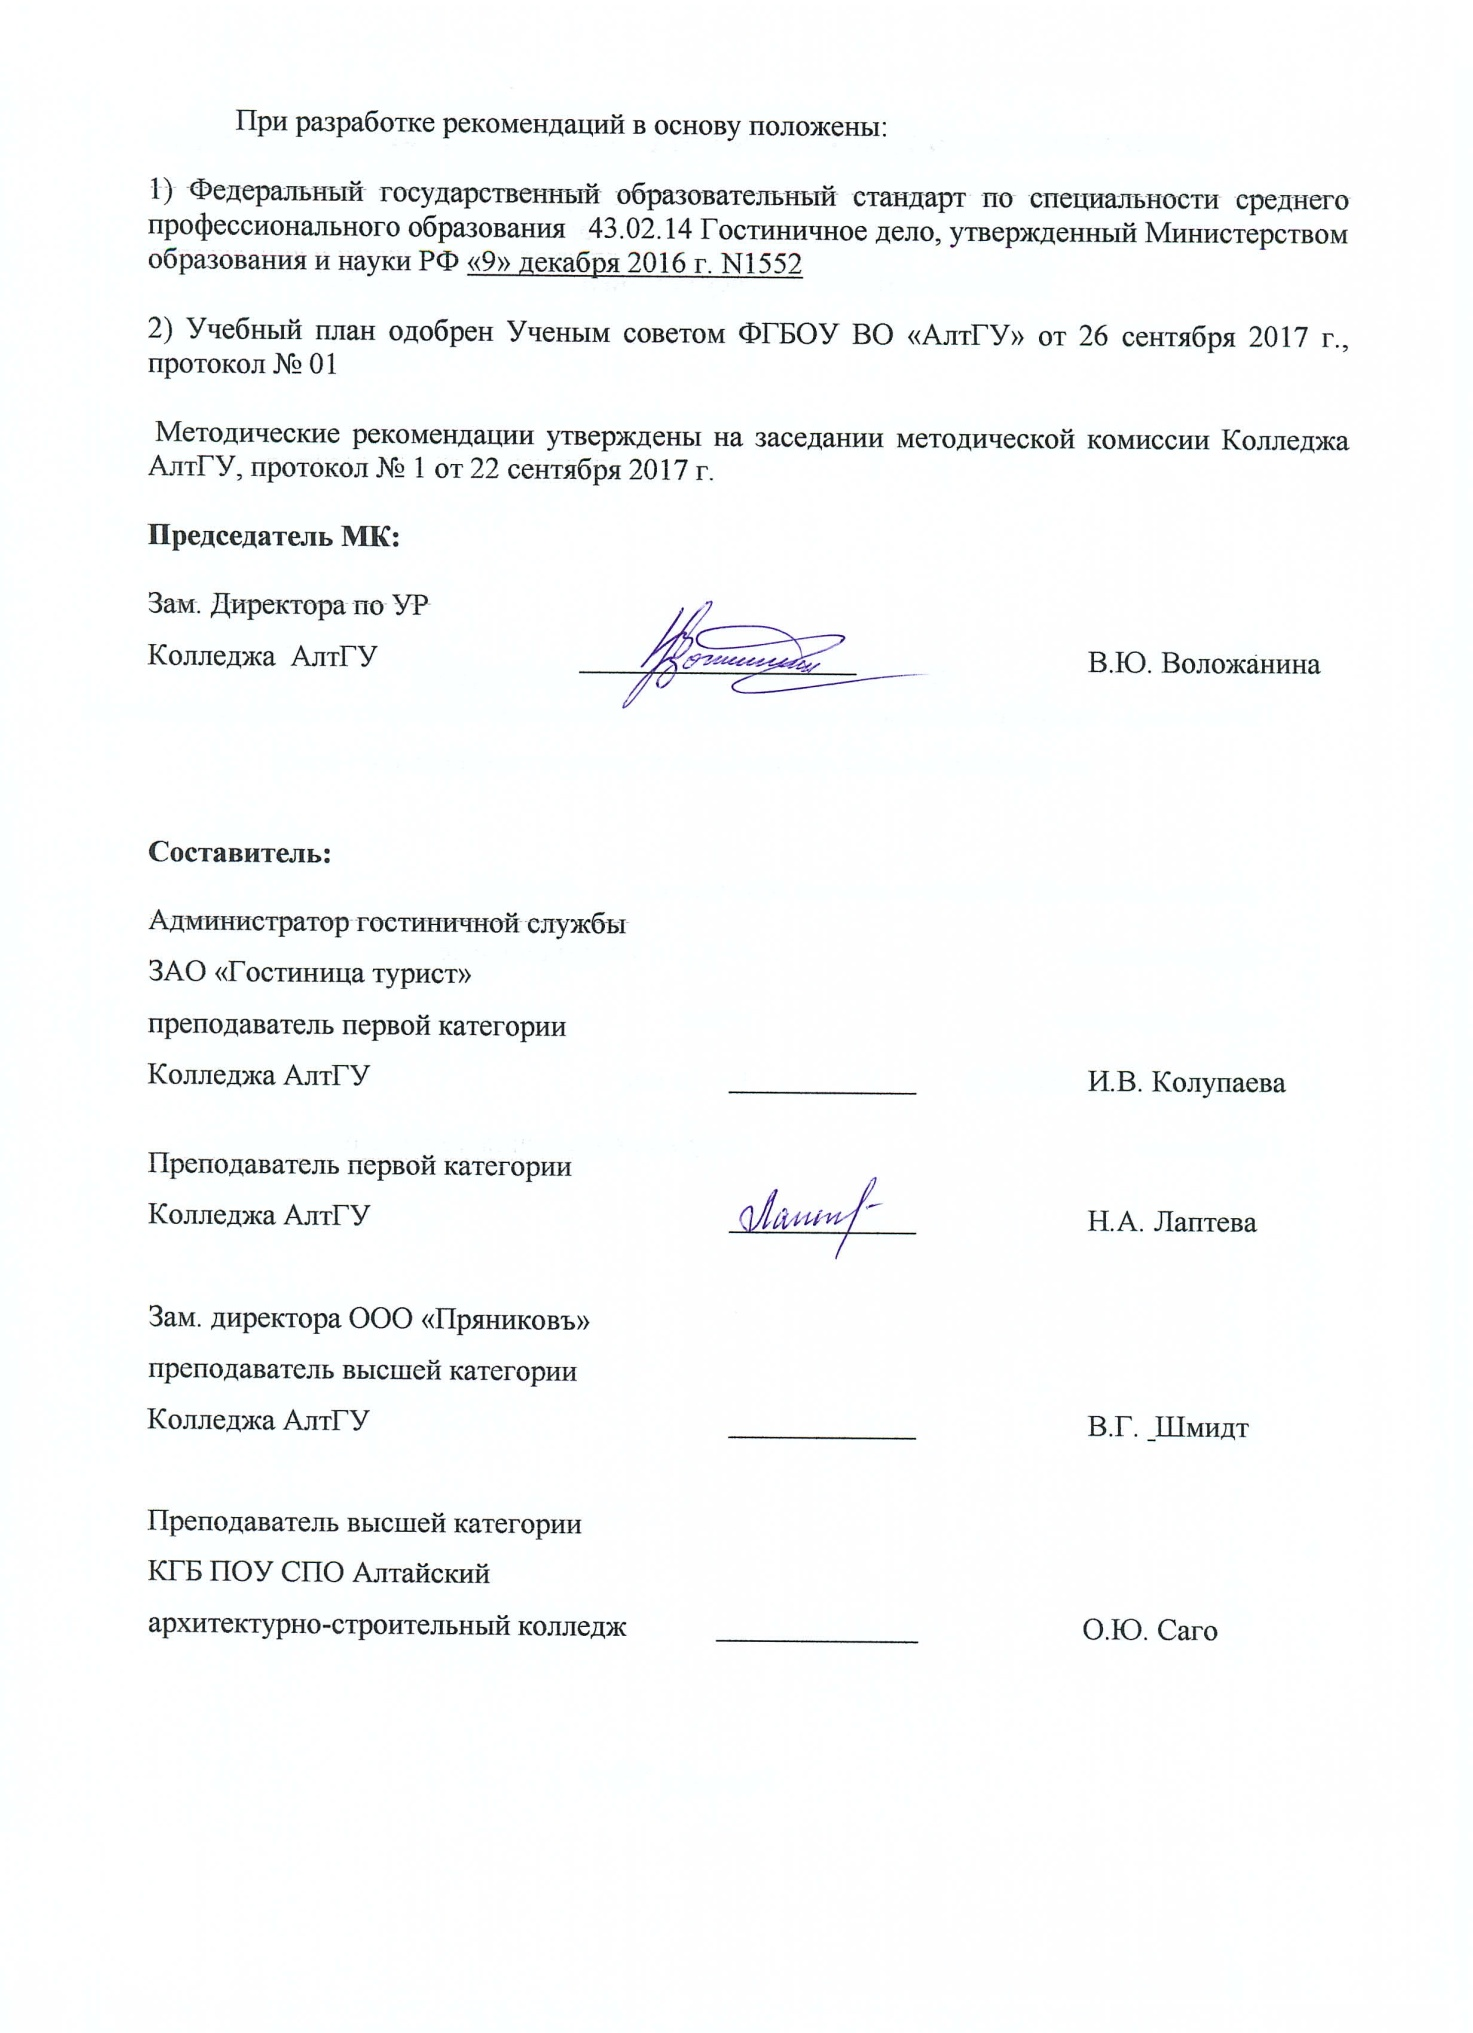 При разработке рекомендаций в основу положены:
1) Федеральный государственный образовательный стандарт по специальности среднего
профессионального образования 43.02.14 Гостиничное дело, утвержденный Министерством
образования и науки РФ «9» декабря 2016 г. N1552
2) Учебный план одобрен Ученым советом ФГБОУ ВО «АлтГУ» от 26 сентября 2017 г.,
протокол № 01
Методические рекомендации утверждены на заседании методической комиссии Колледжа
АлтГУ, протокол № 1 от 22 сентября 2017 г.
Председатель МК:
Зам. Директора по УР
Колледжа АлтГУ В.Ю. Воложанина
Составитель:
Администратор гостиничной службы
ЗАО «Гостиница турист»
преподаватель первой категории
Колледжа АлтГУ И.В. Колупаева
Преподаватель первой категории
Колледжа АлтГУ Н.А. Лаптева
Зам. директора ООО «Пряниковъ»
преподаватель высшей категории
Колледжа АлтГУ В.Г. _Шмидт
Преподаватель высшей категории
КГБ ПОУ СПО Алтайский
архитектурно-строительный колледж О.Ю. Саго